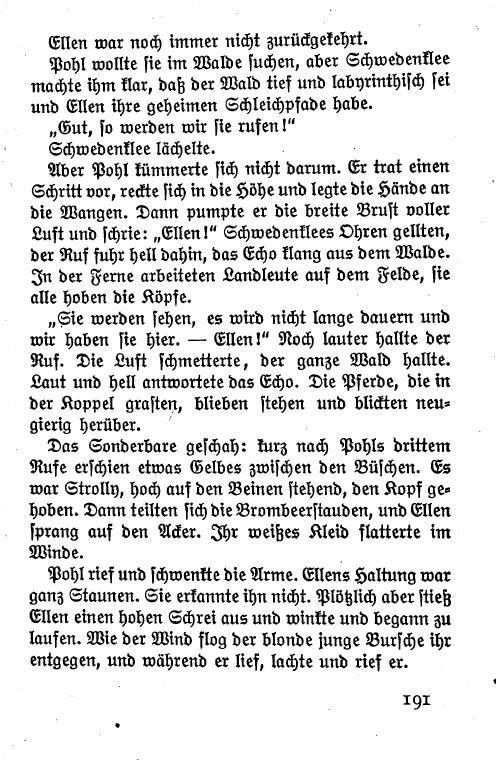 Ellen war noch immer nicht zurückgekehrt.
Pohl wollte sie im Walde suchen, aber Schwedenklee
machte ihm klar, daß der Wald tief und labyrinthisch sei
und Ellen ihre geheimen Schleichpfade habe.
„Gut, so werden wir sie rufen!“
Schwedenklee lächelte.
Aber Pohl kümmerte sich nicht darum. Er trat einen
Schritt vor, reckte sich in die Höhe und legte die Hände an
die Wangen. Dann pumpte er die breite Brust voller
Luft und schrie: „Ellen!“ Schwedenklees Ohren gellten,
der Ruf fuhr hell dahin, das Echo klang aus dem Walde.
In der Ferne arbeiteten Landleute auf dem Felde, sie
alle hoben die Köpfe.
„Sie werden sehen, es wird nicht lange dauern und
wir haben sie hier. — Ellen!“ Noch lauter hallte der
Ruf. Die Luft schmetterte, der ganze Wald hallte.
Laut und hell antwortete das Echo. Die Pferde, die in
der Koppel grasten, blieben stehen und blickten neu-
gierig herüber.
Das Sonderbare geschah: kurz nach Pohls drittem
Rufe erschien etwas Gelbes zwischen den Büschen. Es
war Strolly, hoch auf den Beinen stehend, den Kopf ge-
hoben. Dann teilten sich die Brombeerstauden, und Ellen
sprang auf den Acker. Ihr weißes Kleid flatterte im
Winde.
Pohl rief und schwenkte die Arme. Ellens Haltung war
ganz Staunen. Sie erkannte ihn nicht. Plötzlich aber stieß
Ellen einen hohen Schrei aus und winkte und begann zu
laufen. Wie der Wind flog der blonde junge Bursche ihr
entgegen, und während er lief, lachte und rief er.
191